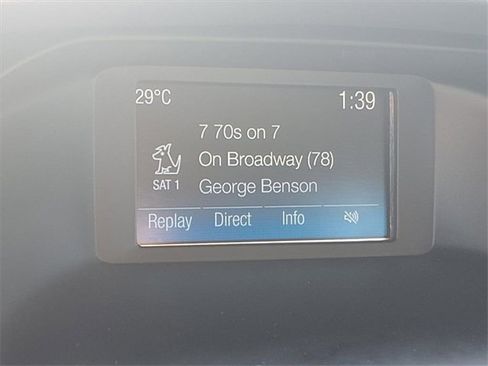 29°C 1:39
7 70s on 7
On Broadway (78)
SAT 1 George Benson
Replay Direct Info